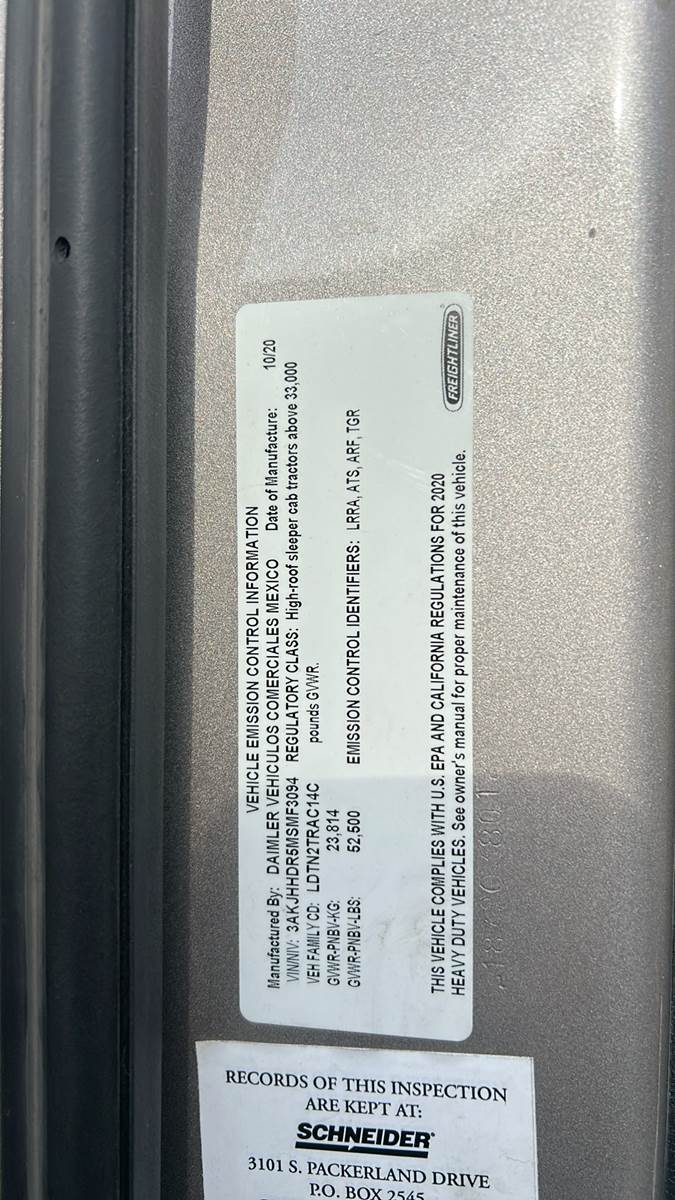 VEHICLE EMISSION CONTROL INFORMATION
Manufactured By: DAIMLER VEHICULOS COMERCIALES MEXICO Date of Manufacture: 10/20
VIN/NIV: 3AKJHHDR5MSMF3094 REGULATORY CLASS: High-roof sleeper cab tractors above 33,000
VEH FAMILY CD: LDTN2TRAC14C pounds GVWR.
GVWR-PNBV-KG: 23,814
GVWR-PNBV-LBS: 52,500 EMISSION CONTROL IDENTIFIERS: LRRA, ATS, ARF, TGR
THIS VEHICLE COMPLIES WITH U.S. EPA AND CALIFORNIA REGULATIONS FOR 2020
HEAVY DUTY VEHICLES. See owner's manual for proper maintenance of this vehicle.
FREIGHTLINER
RECORDS OF THIS INSPECTION
ARE KEPT AT:
SCHNEIDER
3101 S. PACKERLAND DRIVE
P.O. BOX 2545